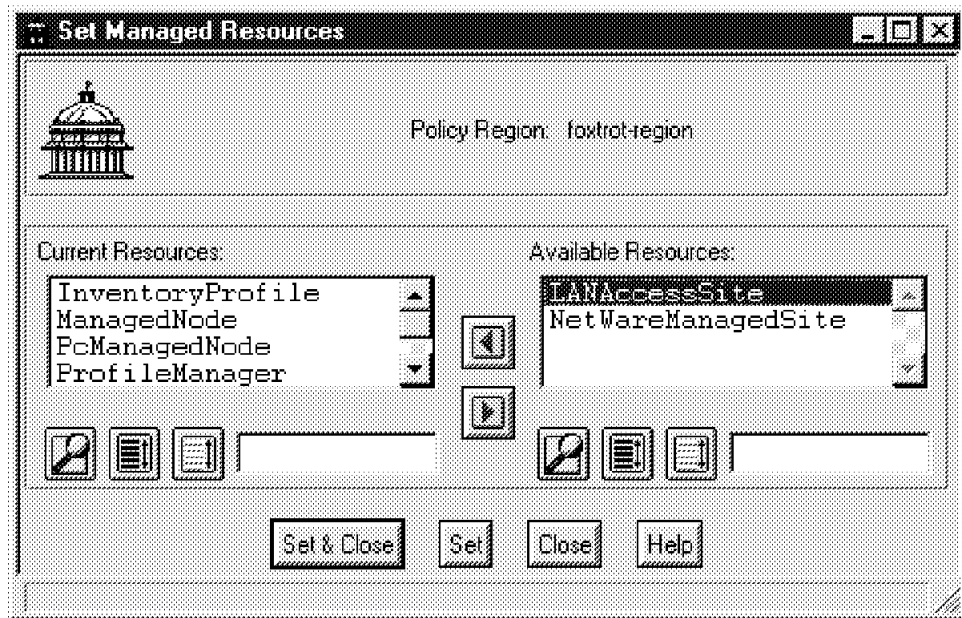 Set Managed Resources
Policy Region: foxtrot-region
Current Resources:
InventoryProfile
ManagedNode
PcManagedNode
ProfileManager
Available Resources:
LANAccessSite
NetWareManagedSite
Set & Close
Set
Close
Help